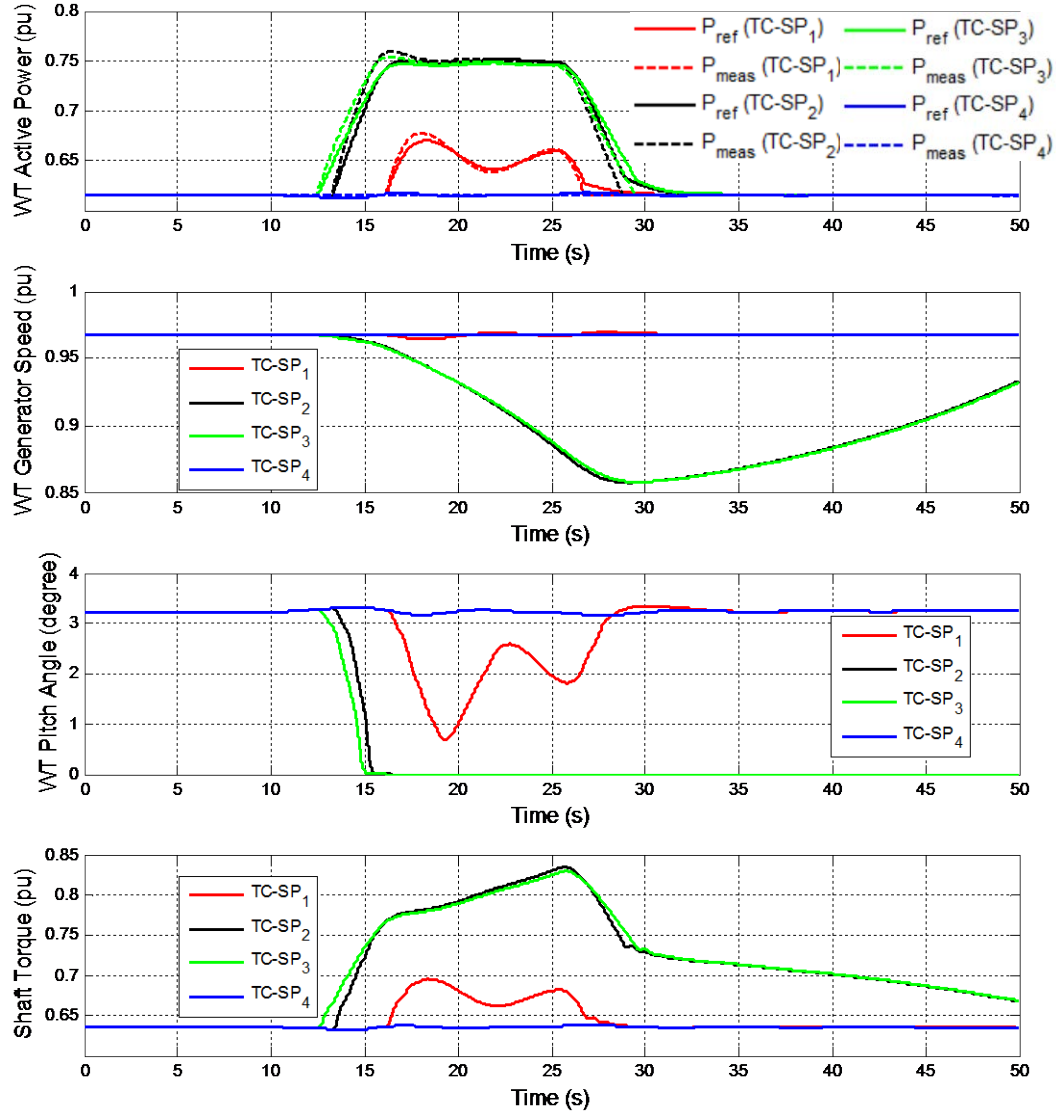 0.8
0.75
0.65
WT Active Power (pu)
P_ref (TC-SP_1)
P_ref (TC-SP_3)
P_meas (TC-SP_1)
P_meas (TC-SP_3)
P_ref (TC-SP_2)
P_ref (TC-SP_4)
P_meas (TC-SP_2)
P_meas (TC-SP_4)
0 5 10 15 20 25 30 35 40 45 50
Time (s)
1
0.95
0.9
0.85
WT Generator Speed (pu)
TC-SP_1
TC-SP_2
TC-SP_3
TC-SP_4
0 5 10 15 20 25 30 35 40 45 50
Time (s)
4
3
2
1
0
WT Pitch Angle (degree)
TC-SP_1
TC-SP_2
TC-SP_3
TC-SP_4
0 5 10 15 20 25 30 35 40 45 50
Time (s)
0.85
0.8
0.75
0.7
0.65
Shaft Torque (pu)
TC-SP_1
TC-SP_2
TC-SP_3
TC-SP_4
0 5 10 15 20 25 30 35 40 45 50
Time (s)